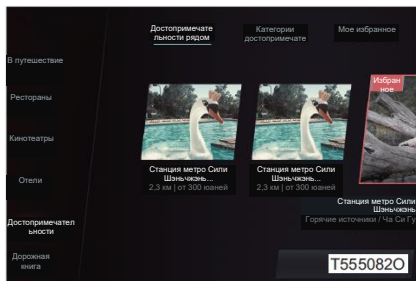 Достопримеча
льности рядом
Категории
достопримечате
Мое избранное
В путешествие
Рестораны
Кинотеатры
Отели
Достопримечател
ьности
Дорожная
книга
Станция метро Сили
Шэньчжэнь...
2,3 км | от 300 юаней
Станция метро Сили
Шэньчжэнь...
2,3 км | от 300 юаней
Избран
ное
Станция метро Сили
Шэньчжэнь
Горячие источники / Ча Си Гу
T555082O